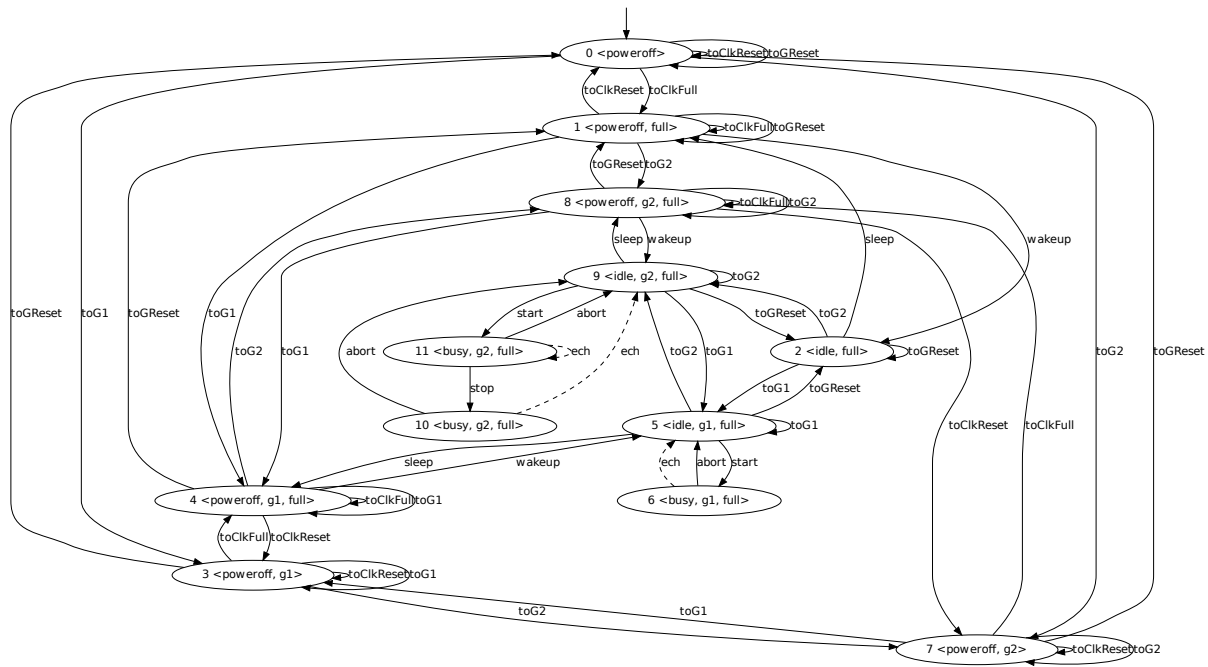 0 <poweroff>
toClkReset
toGReset
toClkReset
toClkFull
1 <poweroff, full>
toClkFull
toGReset
toGReset
toG2
8 <poweroff, g2, full>
toClkFull
toG2
sleep
wakeup
sleep
wakeup
9 <idle, g2, full>
toG2
toGReset
toG1
toGReset
toG1
start
abort
toGReset
toG2
toG2
toG1
abort
11 <busy, g2, full>
ech
ech
toG2
toG1
2 <idle, full>
toGReset
toG2
toGReset
stop
toG1
toGReset
10 <busy, g2, full>
5 <idle, g1, full>
toG1
toClkReset
toClkFull
sleep
wakeup
ech
abort
start
4 <poweroff, g1, full>
toClkFull
toG1
6 <busy, g1, full>
toClkFull
toClkReset
3 <poweroff, g1>
toClkReset
toG1
toG2
toG1
7 <poweroff, g2>
toClkReset
toG2